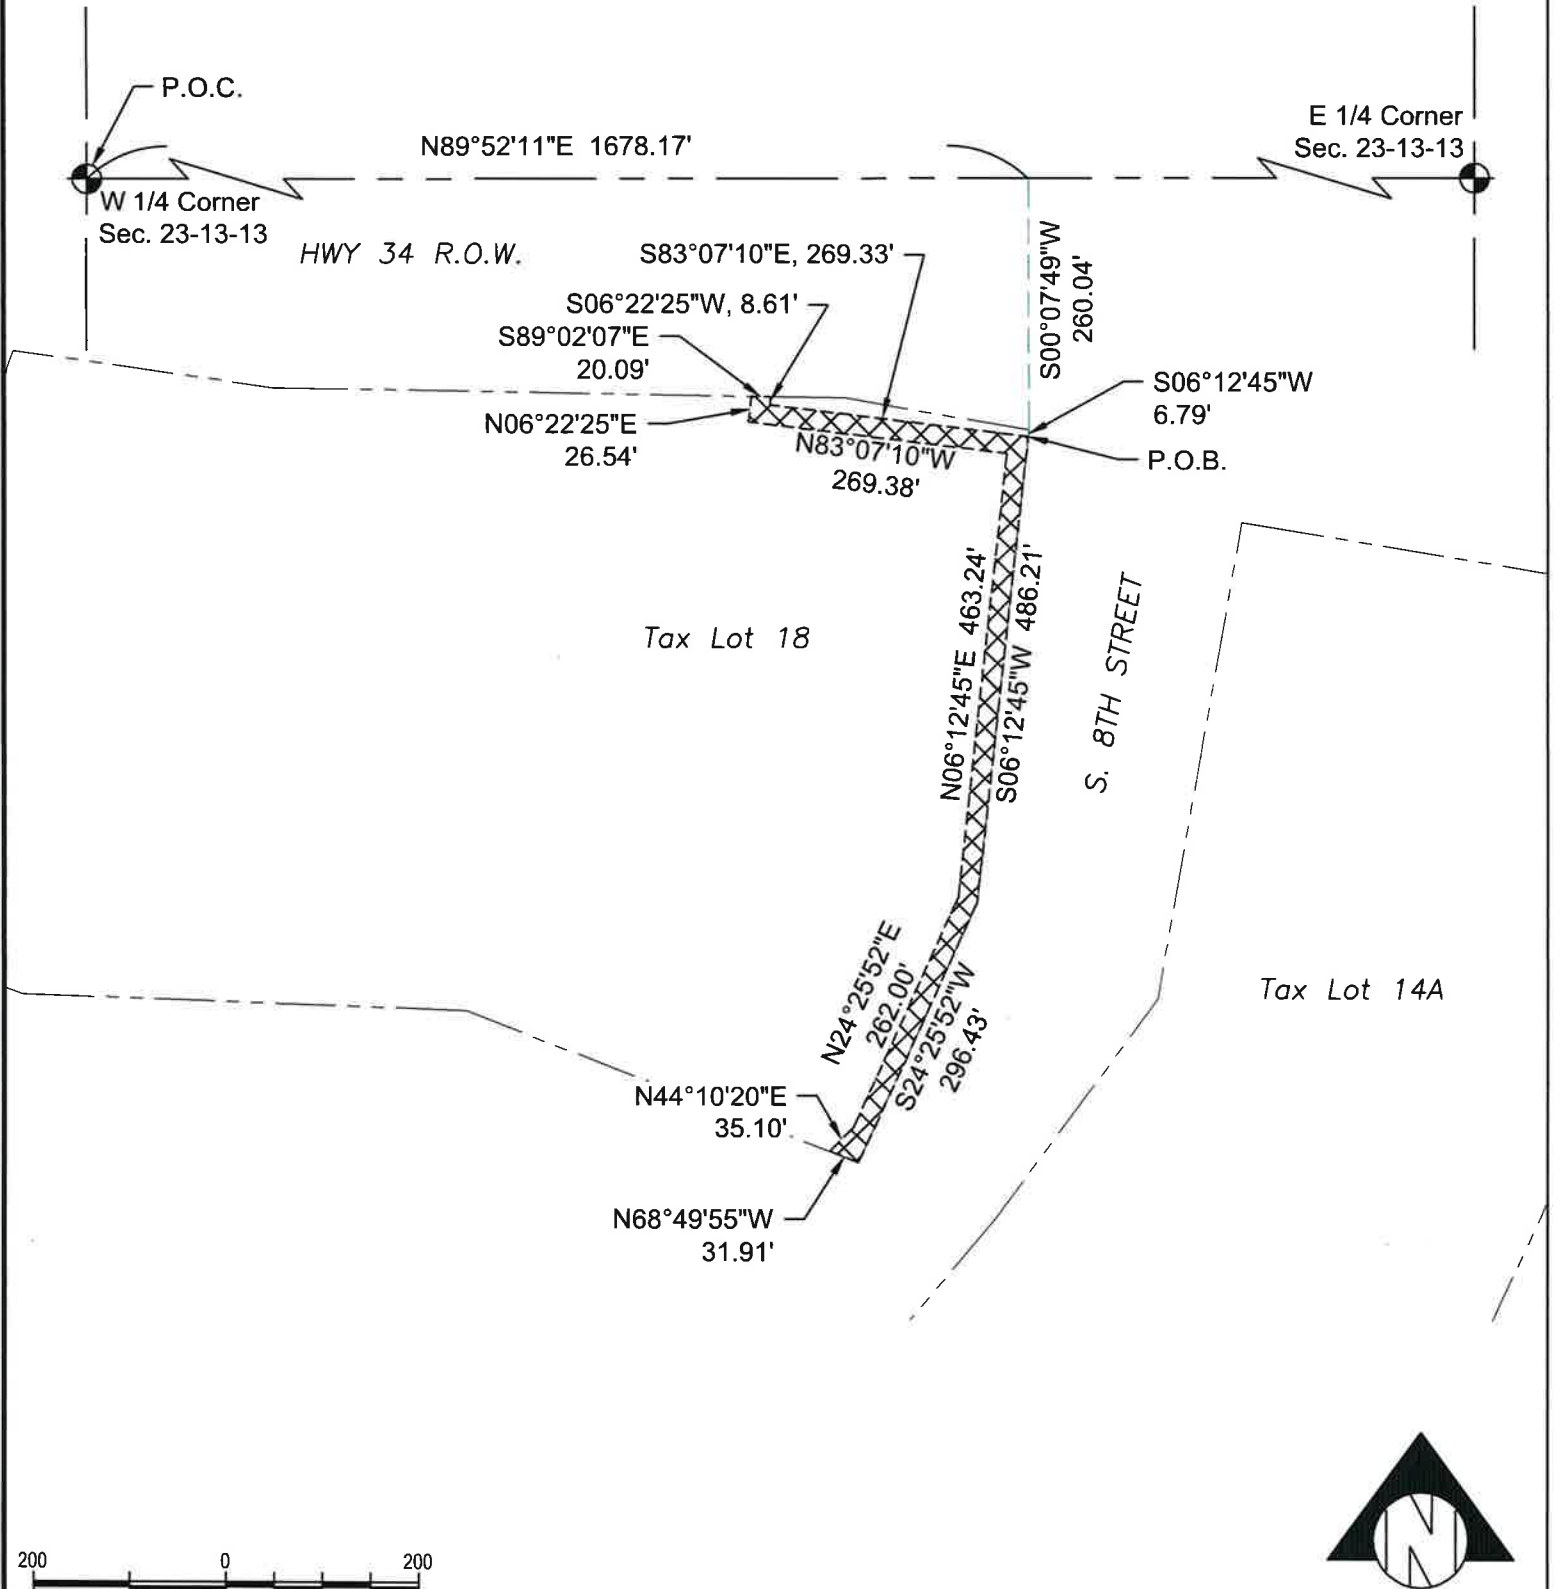 P.O.C.
N89°52'11"E 1678.17'
E 1/4 Corner
Sec. 23-13-13
W 1/4 Corner
Sec. 23-13-13
HWY 34 R.O.W.
S83°07'10"E, 269.33'
S00°07'49"W
260.04'
S06°22'25"W, 8.61'
S89°02'07"E
20.09'
S06°12'45"W
6.79'
N06°22'25"E
26.54'
N83°07'10"W
269.38'
P.O.B.
N06°12'45"E 463.24'
S06°12'45"W 486.21'
Tax Lot 18
S. 8TH STREET
N24°25'52"E
262.00'
S24°25'52"W
296.43'
Tax Lot 14A
N44°10'20"E
35.10'
N68°49'55"W
31.91'
N
200 0 200